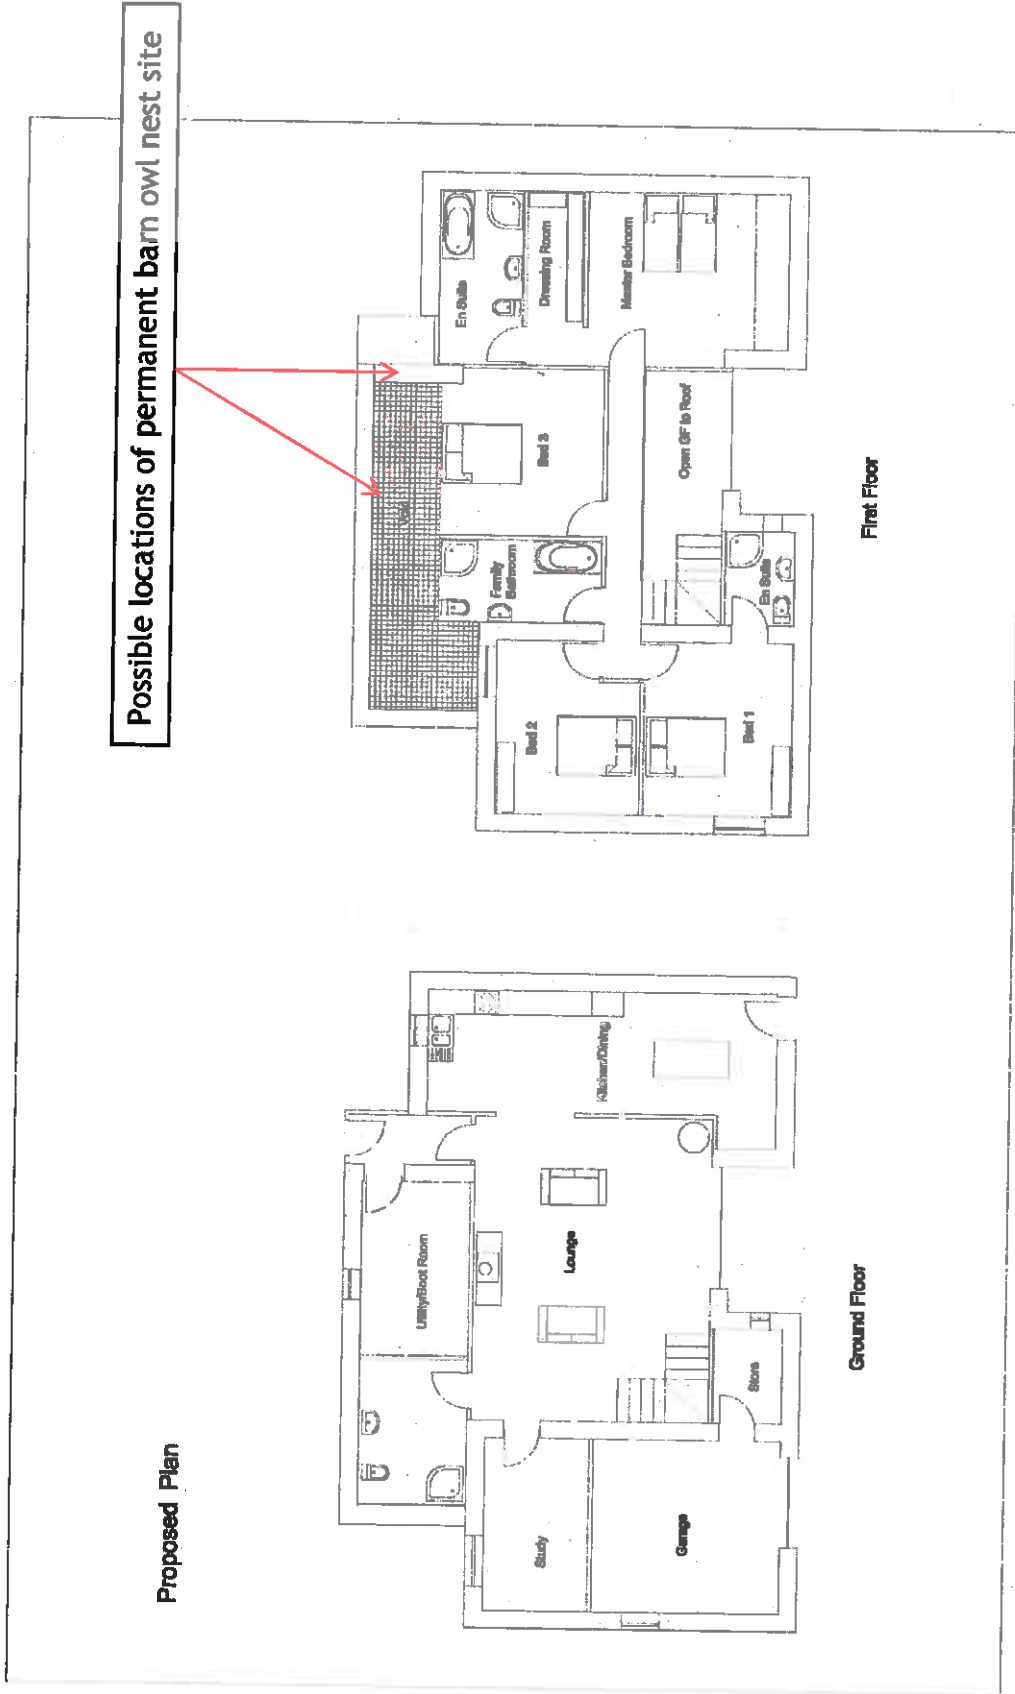 Possible locations of permanent barn owl nest site
Proposed Plan
Utility/Boot Room
Study
Lounge
Kitchen/Dining
Garage
Store
Ground Floor
Void
En Suite
Dressing Room
Master Bedroom
Bed 3
Family
Bathroom
Open GF to Roof
Bed 2
Bed 1
En Suite
First Floor